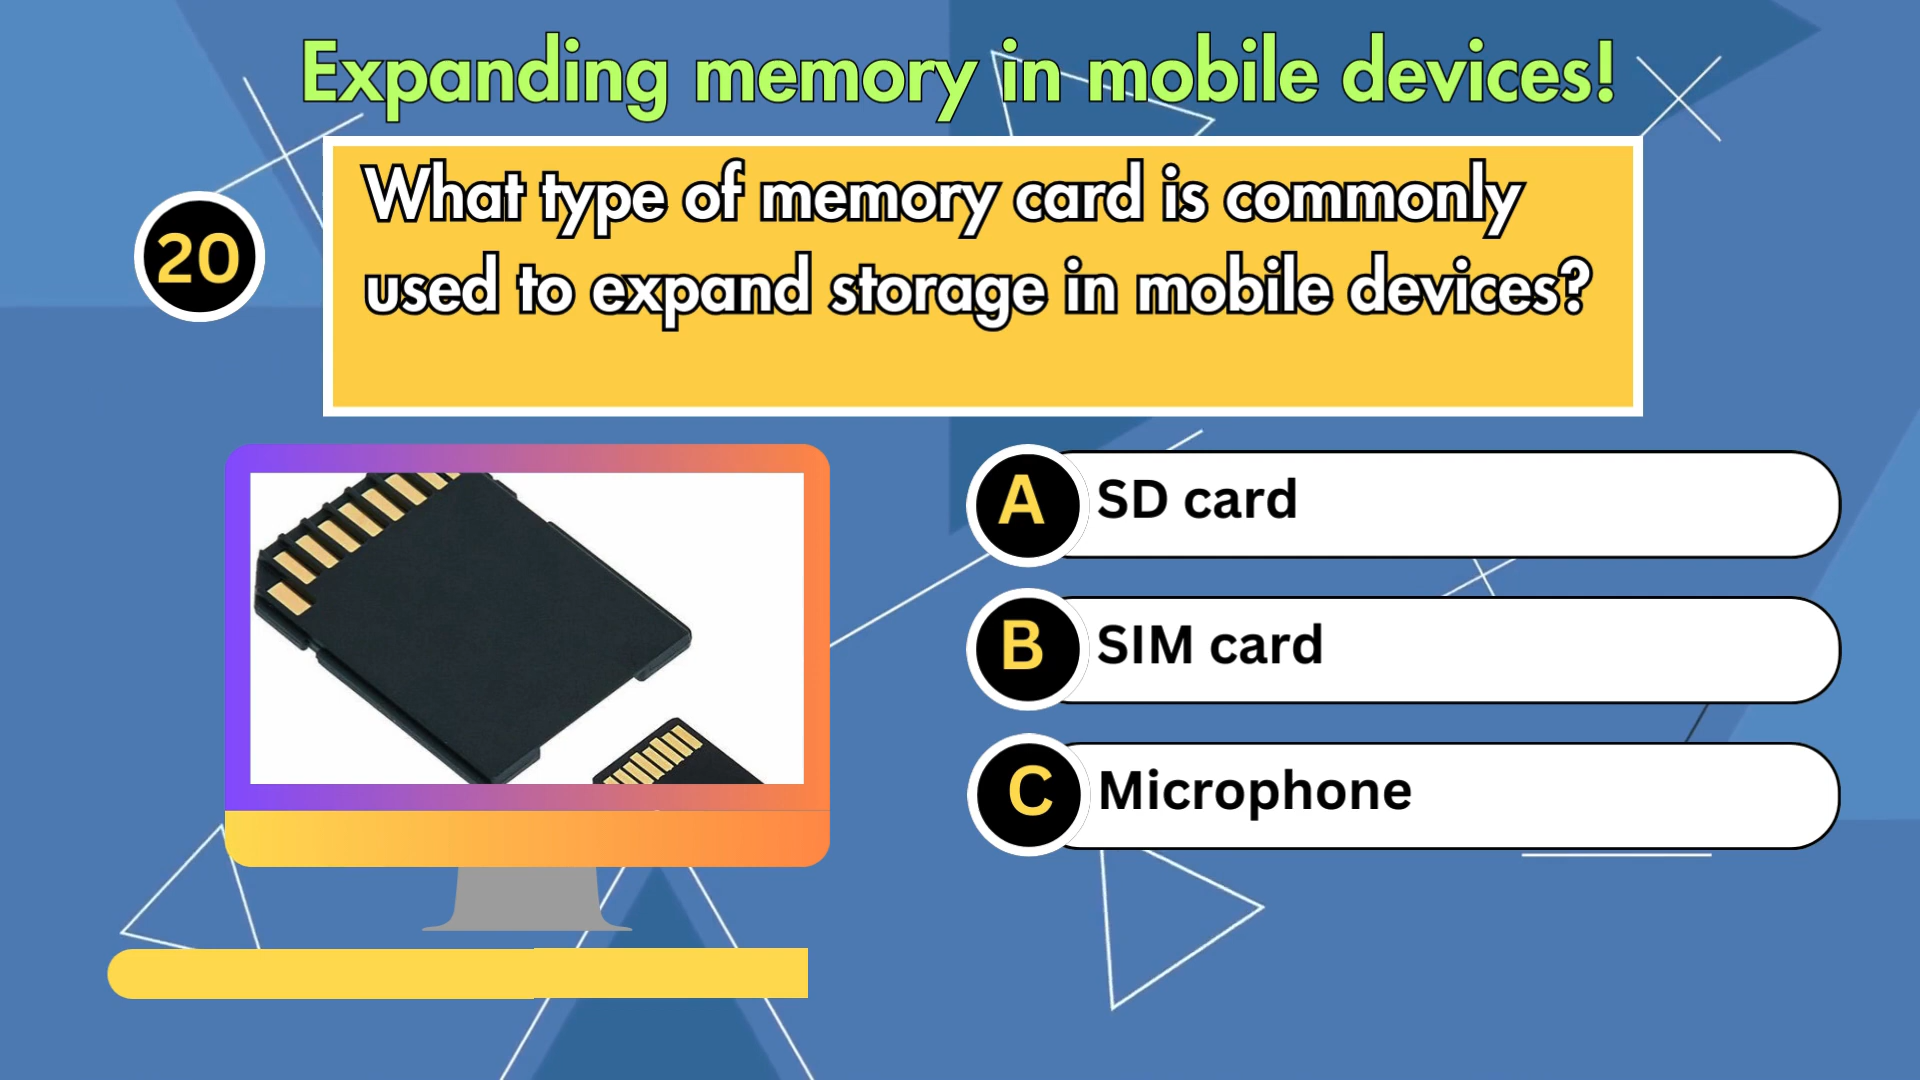 Expanding memory in mobile devices!
20
What type of memory card is commonly
used to expand storage in mobile devices?
A SD card
B SIM card
C Microphone